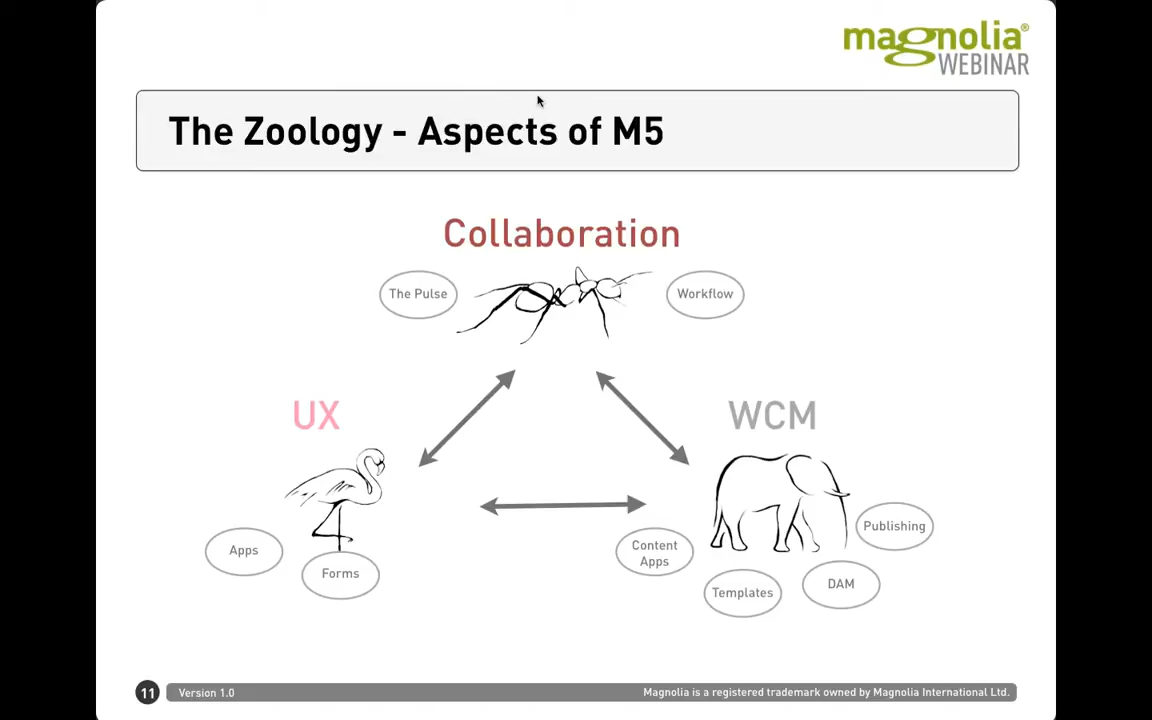 magnolia®
WEBINAR
The Zoology - Aspects of M5
Collaboration
The Pulse
Workflow
UX
WCM
Apps
Forms
Content
Apps
Templates
DAM
Publishing
11
Version 1.0
Magnolia is a registered trademark owned by Magnolia International Ltd.